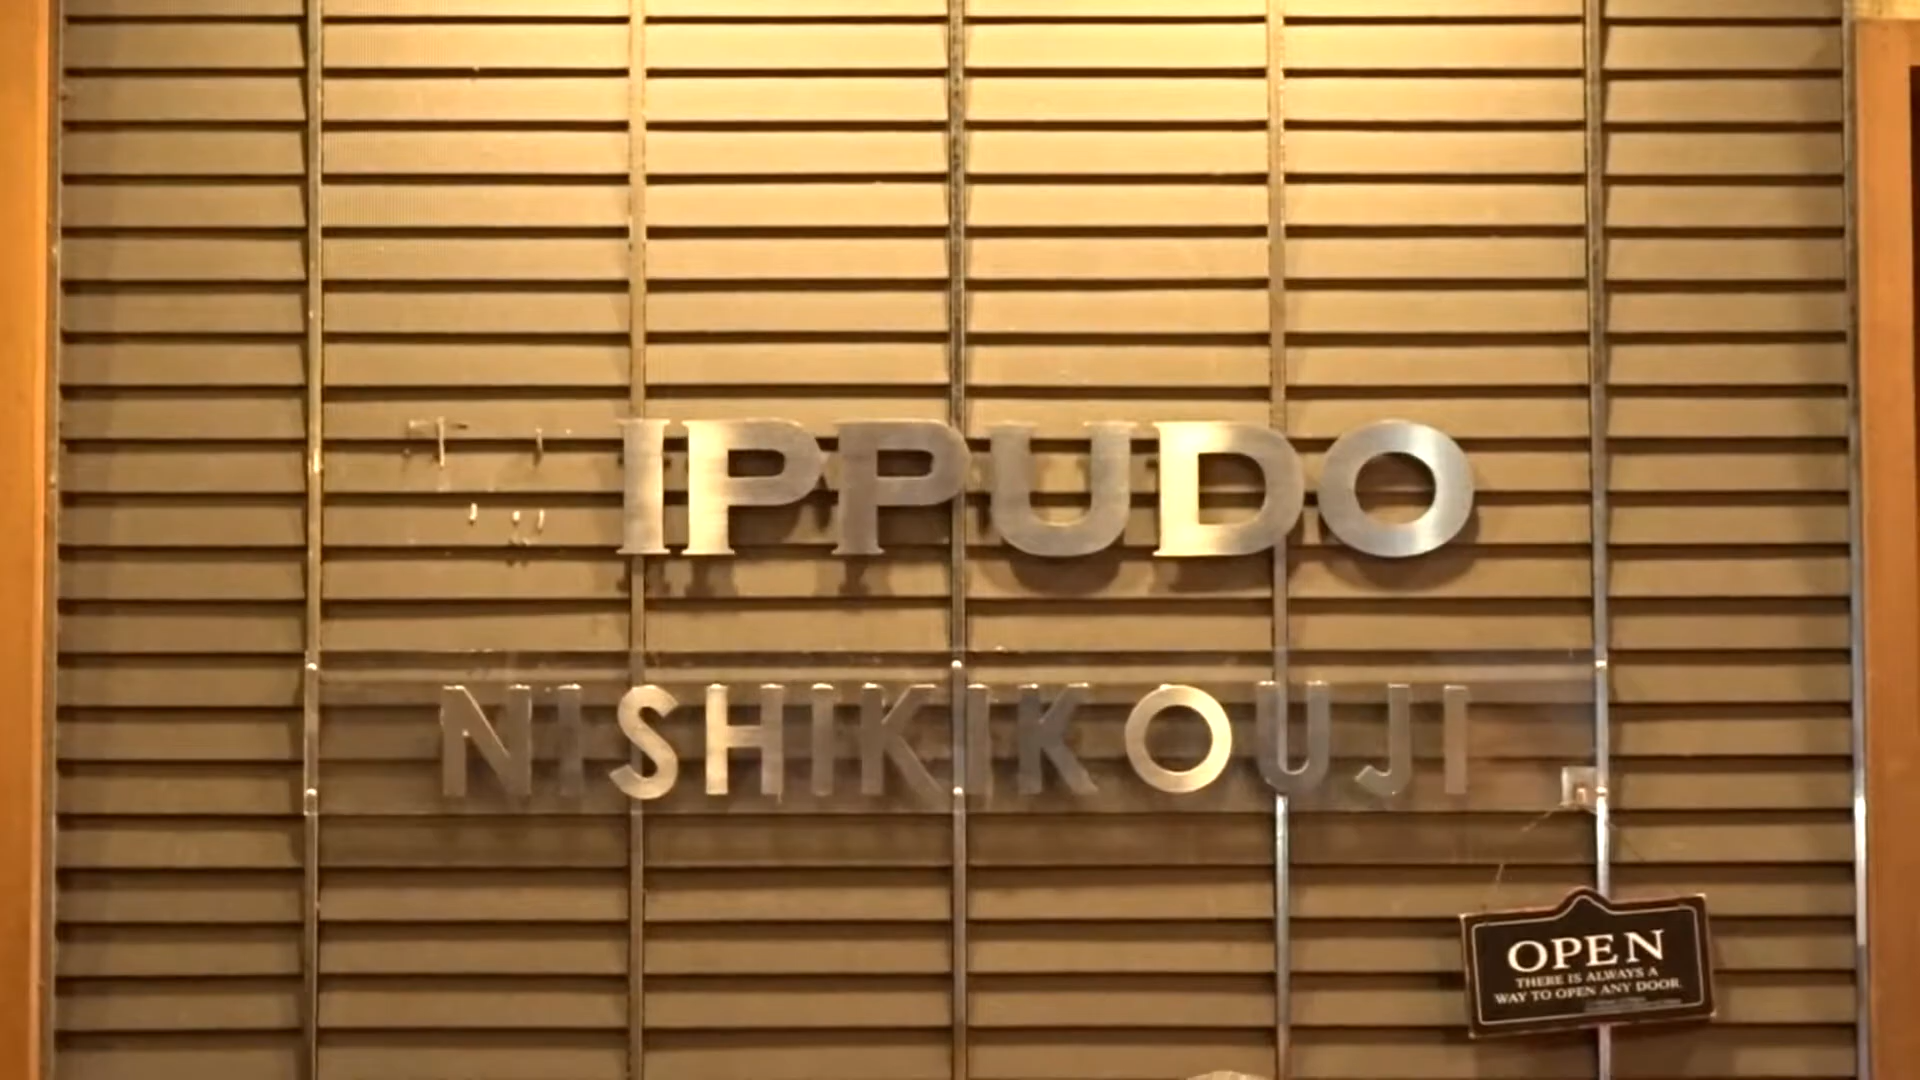 IPPUDO
NISHIKIKOUJI
OPEN
THERE IS ALWAYS A
WAY TO OPEN ANY DOOR.